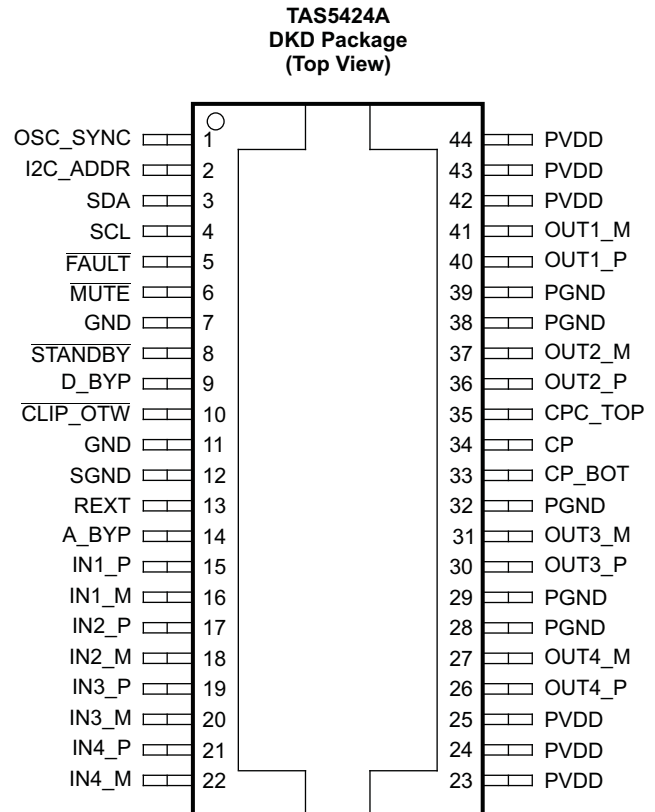 TAS5424A
DKD Package
(Top View)
OSC_SYNC 1 44 PVDD
I2C_ADDR 2 43 PVDD
SDA 3 42 PVDD
SCL 4 41 OUT1_M
FAULT 5 40 OUT1_P
MUTE 6 39 PGND
GND 7 38 PGND
STANDBY 8 37 OUT2_M
D_BYP 9 36 OUT2_P
CLIP_OTW 10 35 CPC_TOP
GND 11 34 CP
SGND 12 33 CP_BOT
REXT 13 32 PGND
A_BYP 14 31 OUT3_M
IN1_P 15 30 OUT3_P
IN1_M 16 29 PGND
IN2_P 17 28 PGND
IN2_M 18 27 OUT4_M
IN3_P 19 26 OUT4_P
IN3_M 20 25 PVDD
IN4_P 21 24 PVDD
IN4_M 22 23 PVDD